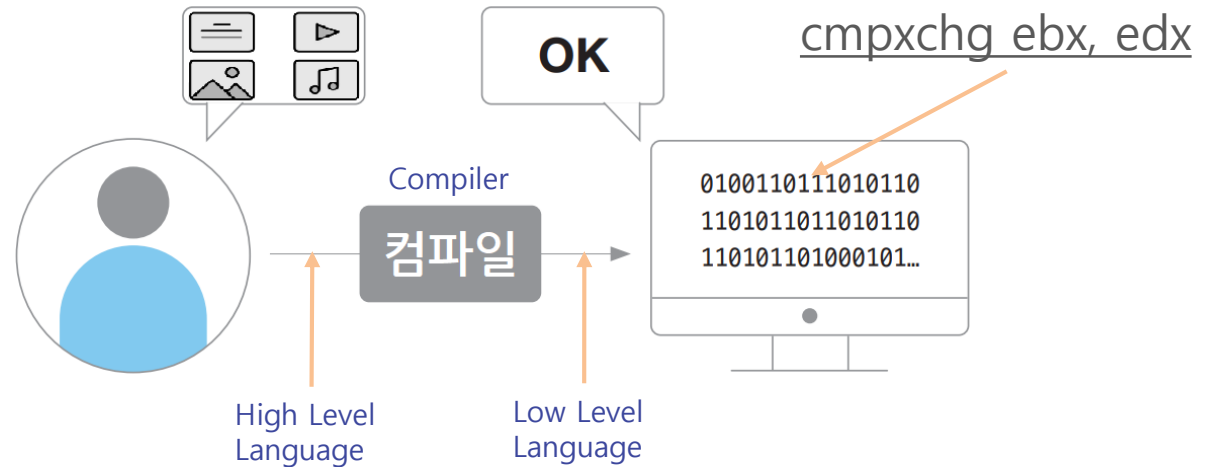 OK
cmpxchg ebx, edx
Compiler
컴파일
0100110111010110
1101011011010110
110101101000101…
High Level
Language
Low Level
Language